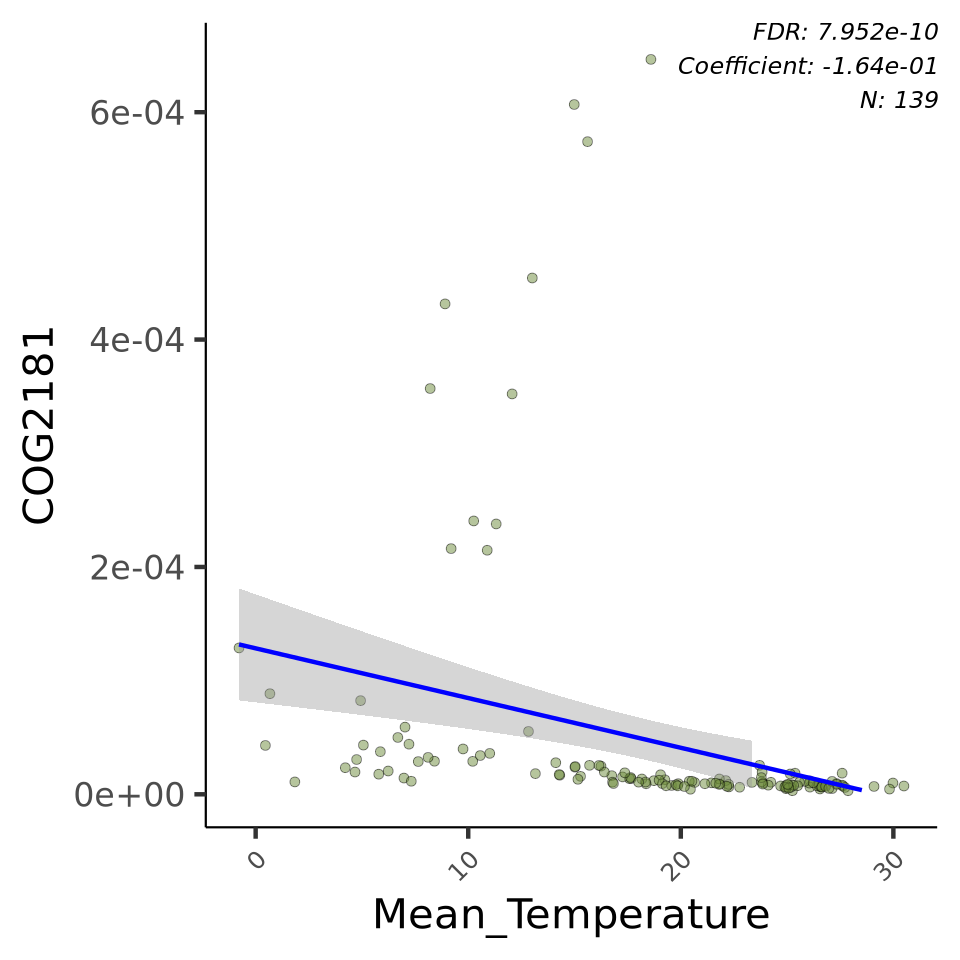 FDR: 7.952e-10
Coefficient: -1.64e-01
N: 139
6e-04
4e-04
2e-04
0e+00
COG2181
0
10
20
30
Mean_Temperature